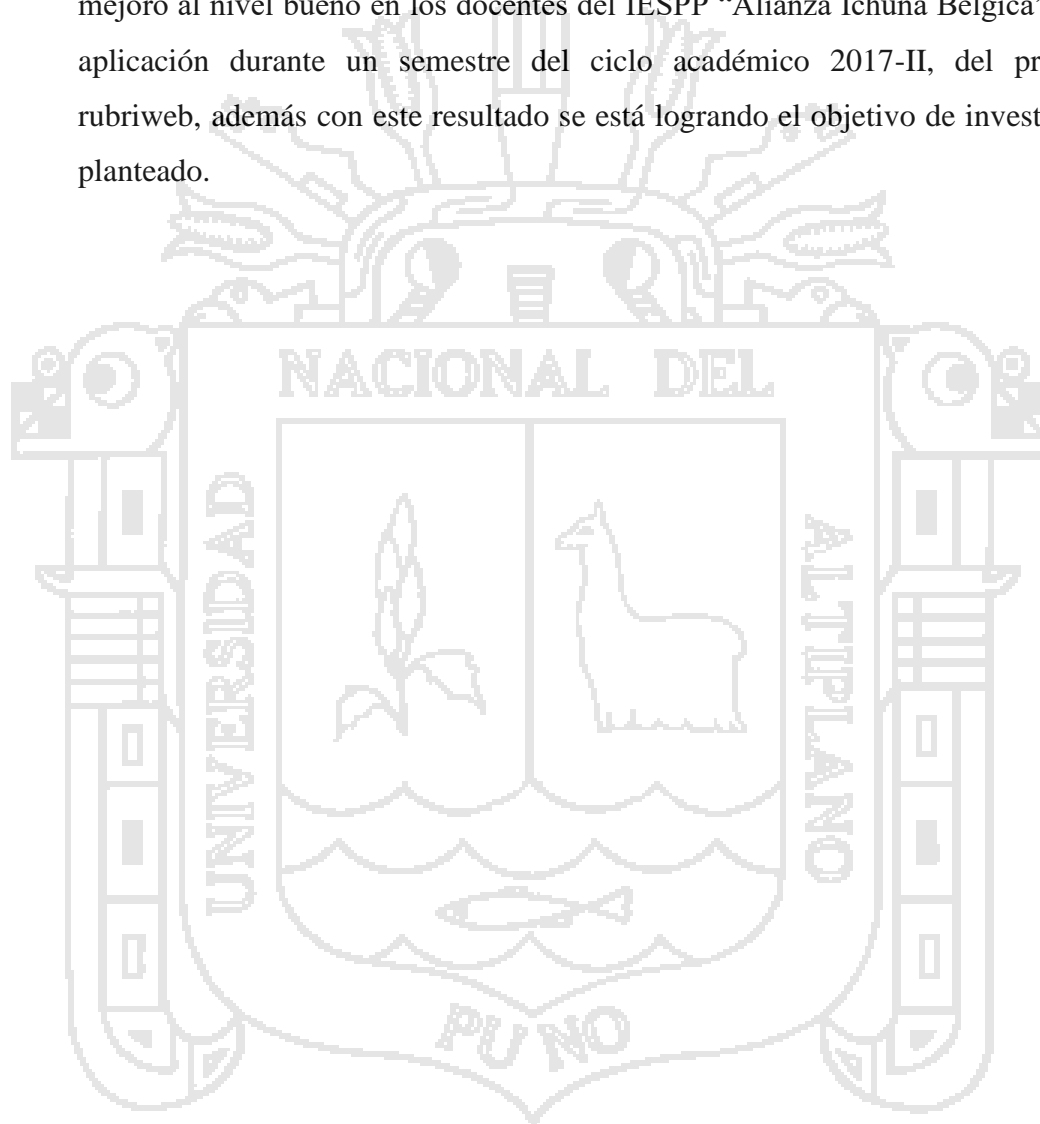 mejoró al nivel bueno en los docentes del IESPP “Alianza Ichuña Bélgica”
aplicación durante un semestre del ciclo académico 2017-II, del pr
rubriweb, además con este resultado se está logrando el objetivo de invest
planteado.
NACIONAL DEL
UNIVERSIDAD
ALTIPLANO
PUNO